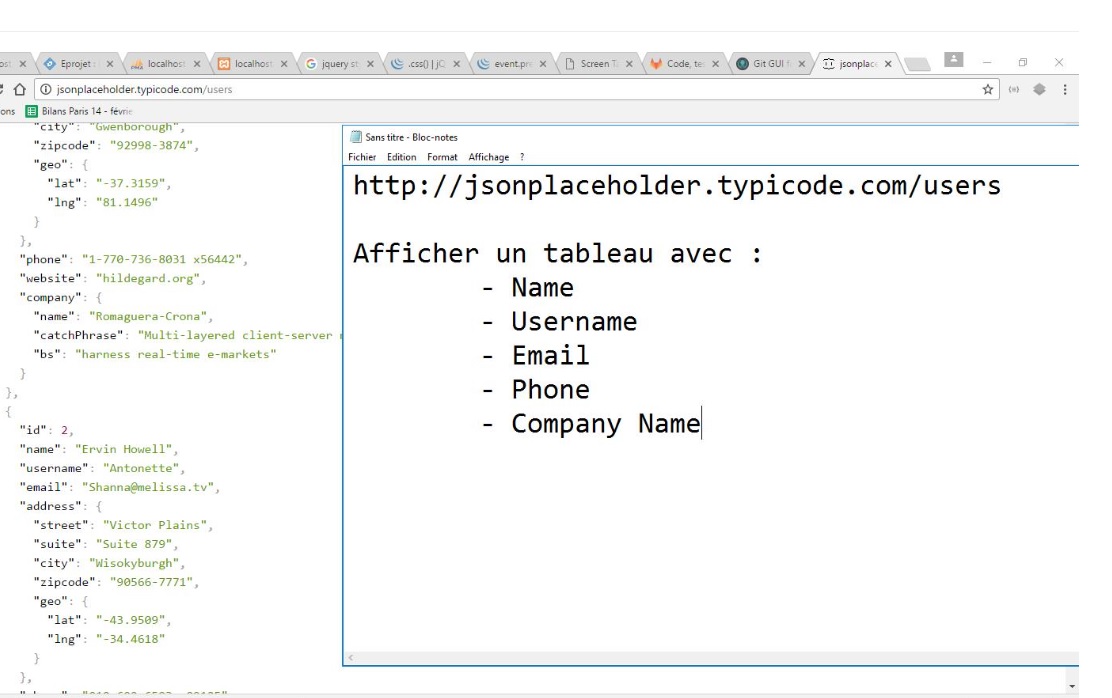 Eprojet
localhost
localhost
jquery st
.css() | jQ
event.pre
Screen T
Code, te
Git GUI
jsonplac
jsonplaceholder.typicode.com/users
ons
Bilans Paris 14 - févrie
"city": "Gwenborough",
"zipcode": "92998-3874",
"geo": {
"lat": "-37.3159",
"lng": "81.1496"
}
},
"phone": "1-770-736-8031 x56442",
"website": "hildegard.org",
"company": {
"name": "Romaguera-Crona",
"catchPhrase": "Multi-layered client-server
"bs": "harness real-time e-markets"
}
},
{
"id": 2,
"name": "Ervin Howell",
"username": "Antonette",
"email": "Shanna@melissa.tv",
"address": {
"street": "Victor Plains",
"suite": "Suite 879",
"city": "Wisokyburgh",
"zipcode": "90566-7771",
"geo": {
"lat": "-43.9509",
"lng": "-34.4618"
}
},
Sans titre - Bloc-notes
Fichier Edition Format Affichage ?
http://jsonplaceholder.typicode.com/users
Afficher un tableau avec :
- Name
- Username
- Email
- Phone
- Company Name